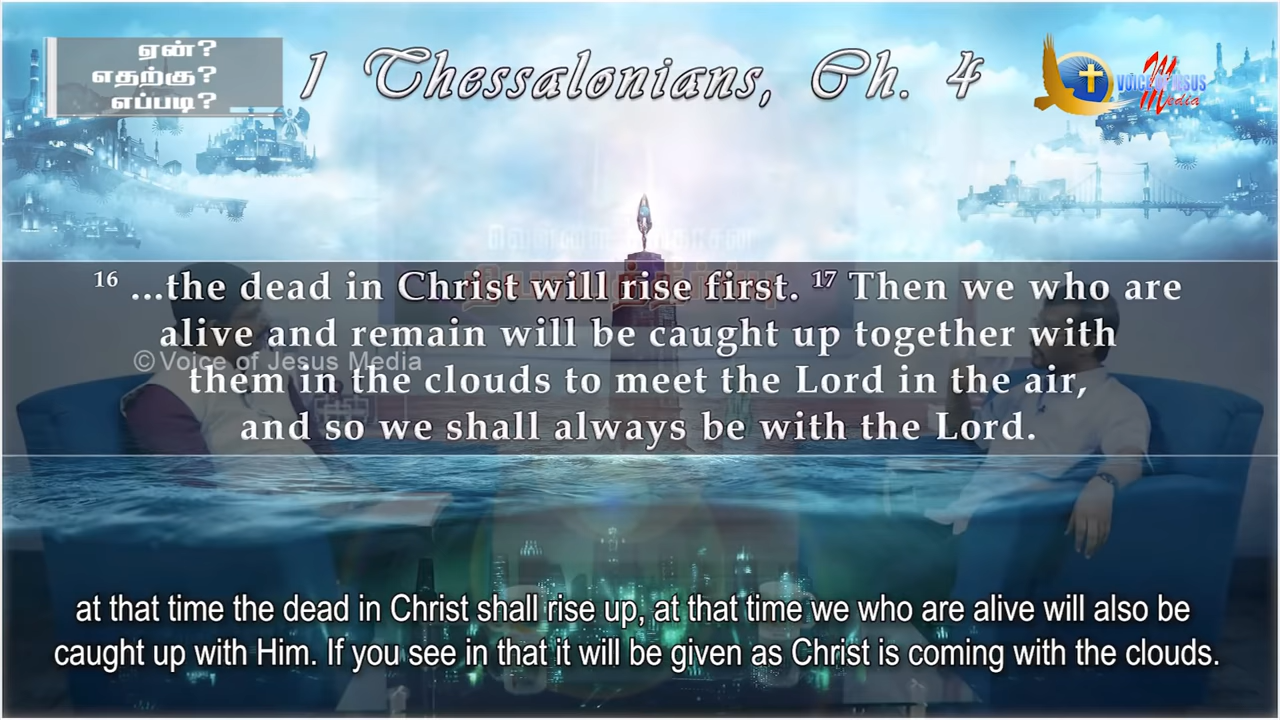 ஏன்?
எதற்கு?
எப்படி?
1 Thessalonians, Ch. 4
VOICE OF JESUS
Media
16 ...the dead in Christ will rise first. 17 Then we who are
alive and remain will be caught up together with
© Voice of Jesus Media
them in the clouds to meet the Lord in the air,
and so we shall always be with the Lord.
at that time the dead in Christ shall rise up, at that time we who are alive will also be
caught up with Him. If you see in that it will be given as Christ is coming with the clouds.